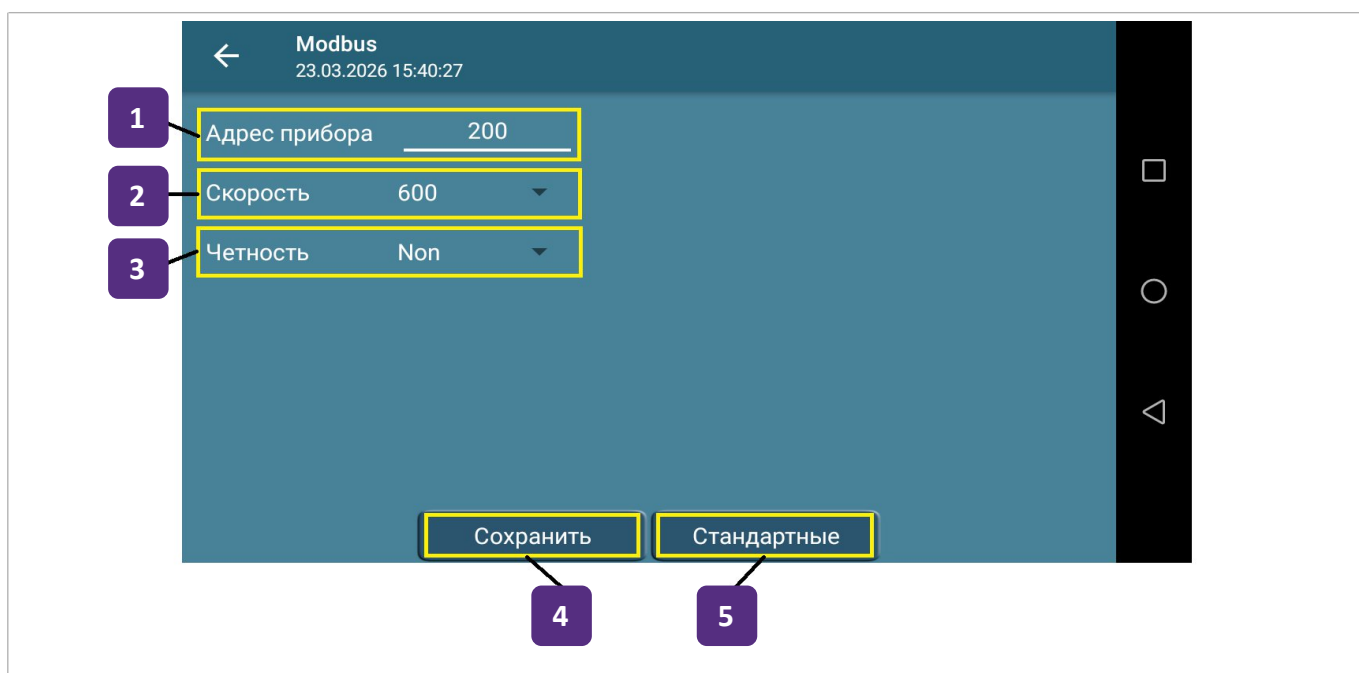 Modbus
23.03.2026 15:40:27
1
Адрес прибора 200
2
Скорость 600
3
Четность Non
Сохранить Стандартные
4 5